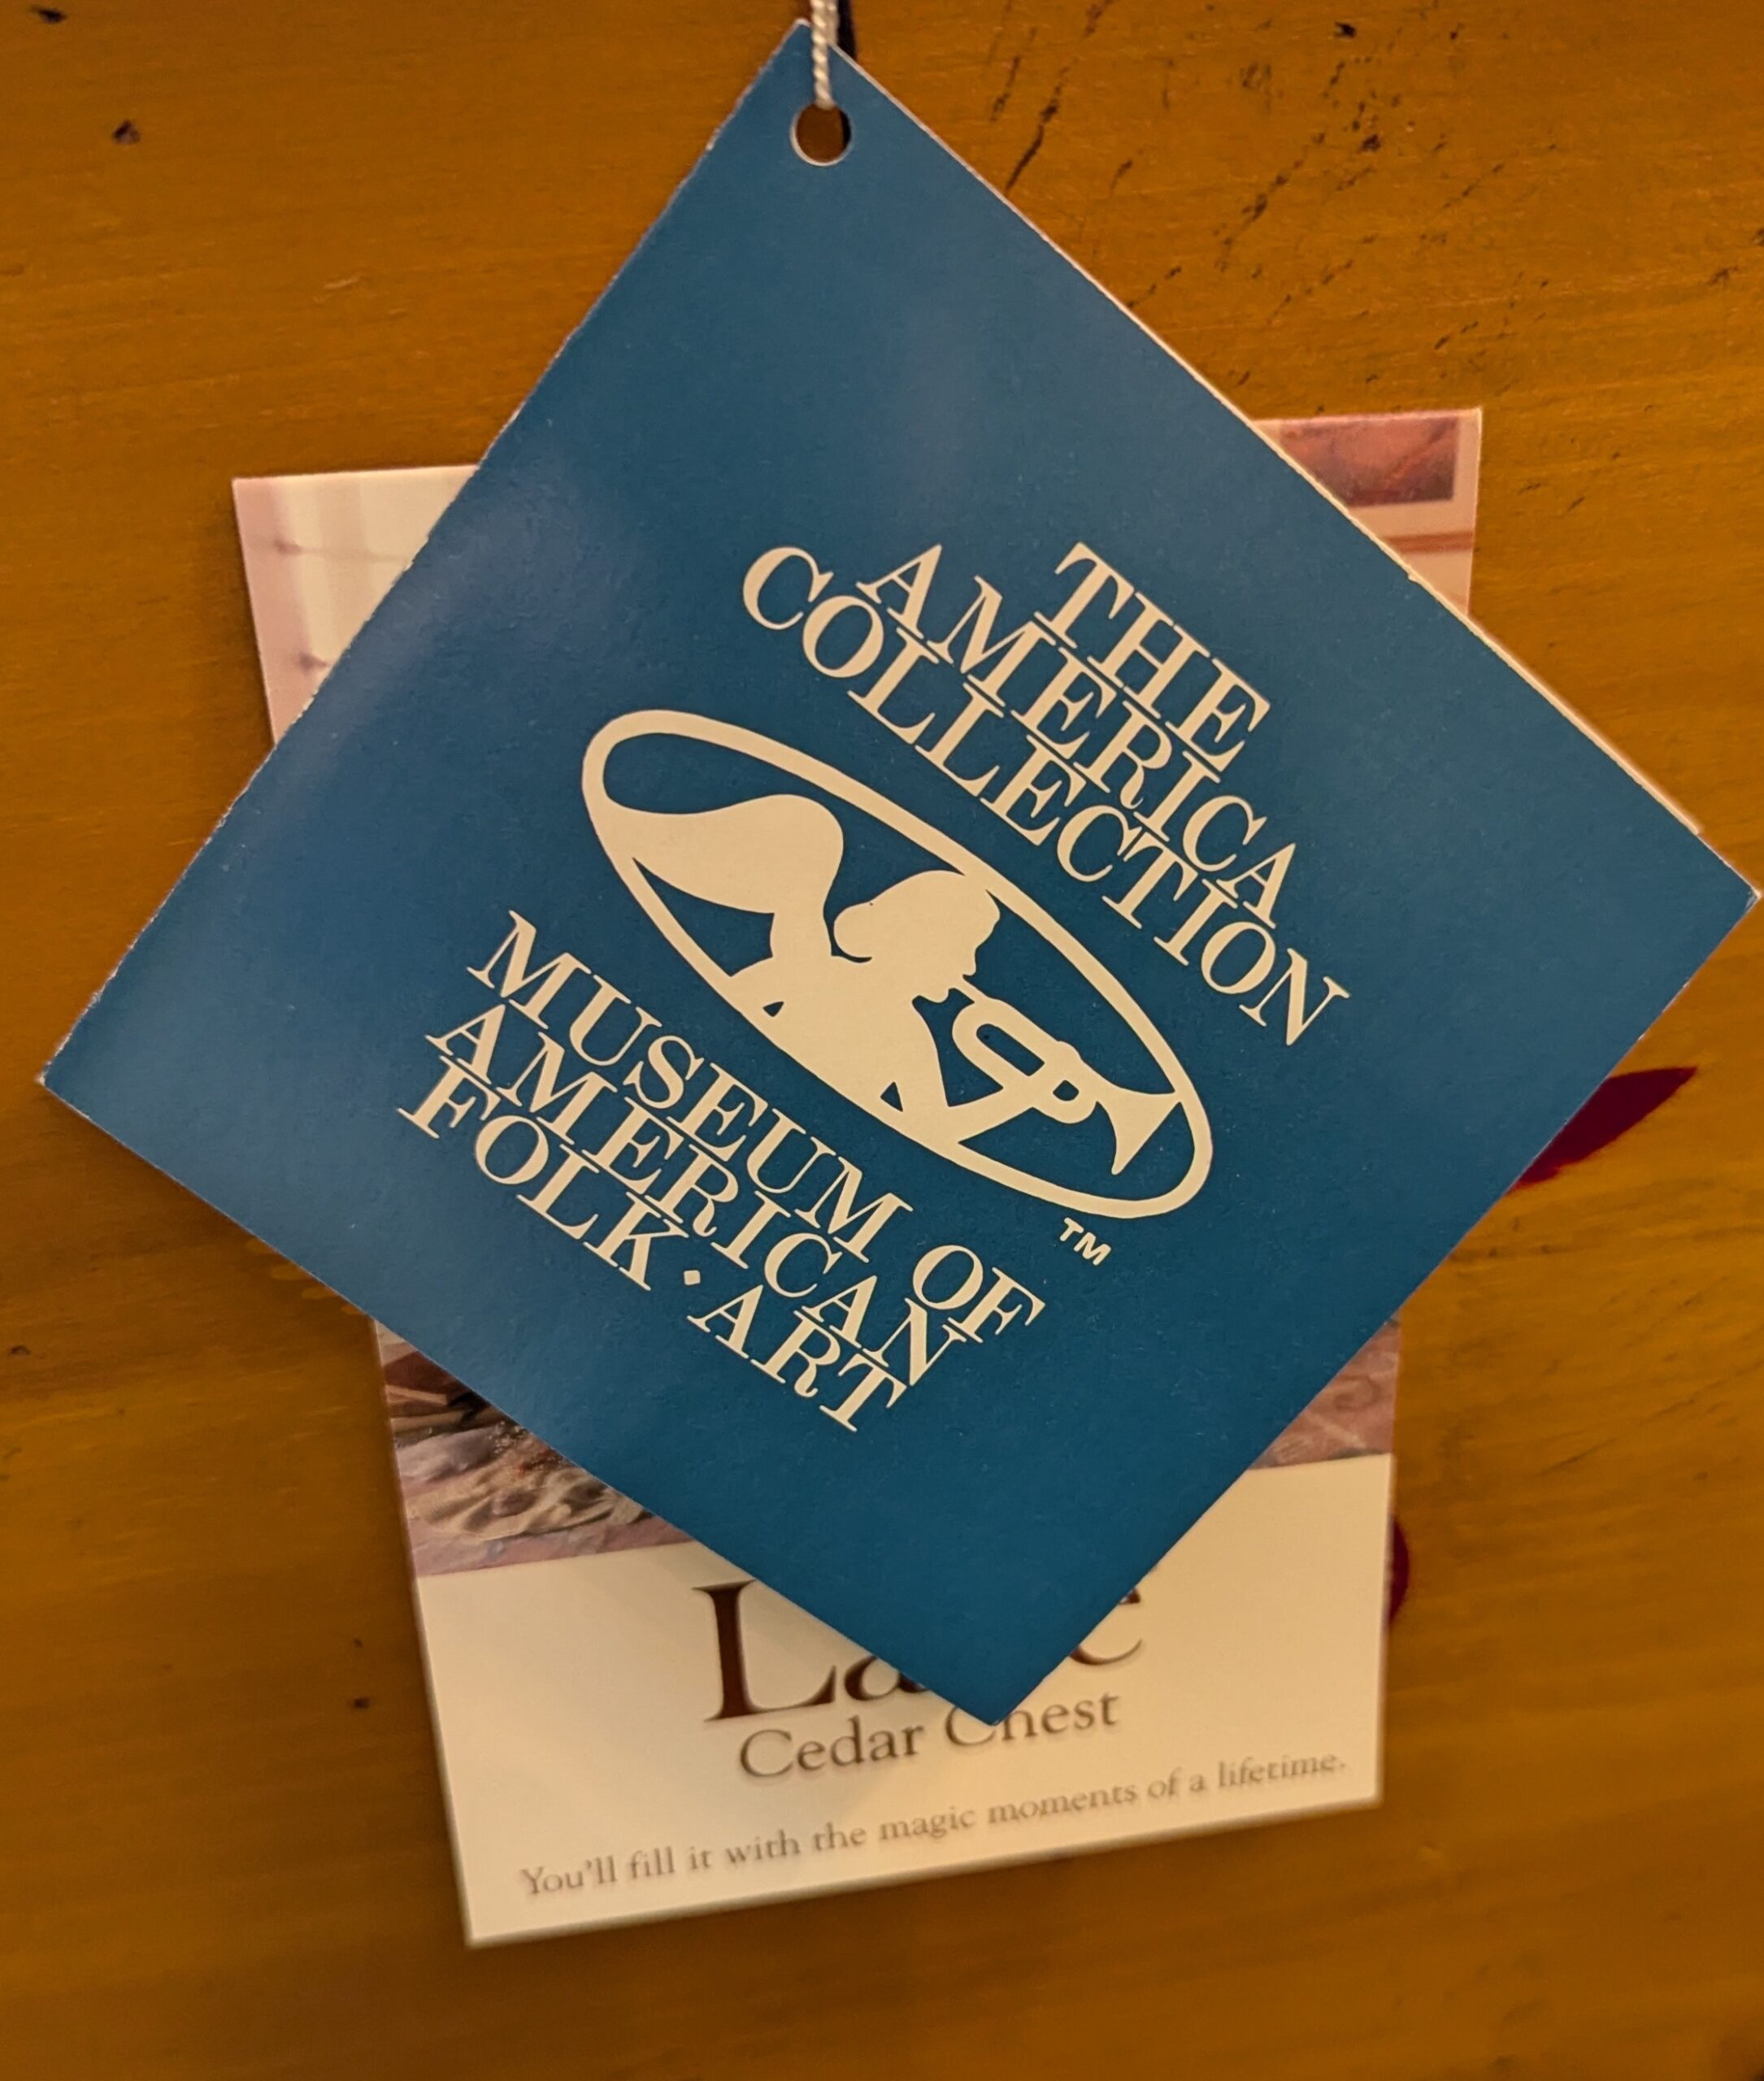 THE
AMERICA
COLLECTION
TM
MUSEUM OF
AMERICAN
FOLK · ART
Cedar Chest
You'll fill it with the magic moments of a lifetime.